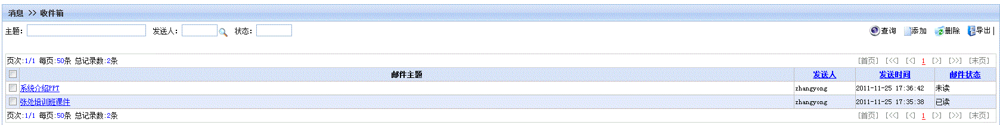 消息 >> 收件箱
主题： 发送人： 状态： 查询 添加 删除 导出 |
页次:1/1 每页:50条 总记录数:2条 [首页] [<<] [<] 1 [>] [>>] [末页]
邮件主题 发送人 发送时间 邮件状态
系统介绍PPT zhangyong 2011-11-25 17:36:42 未读
张处培训班课件 zhangyong 2011-11-25 17:35:38 已读
页次:1/1 每页:50条 总记录数:2条 [首页] [<<] [<] 1 [>] [>>] [末页]